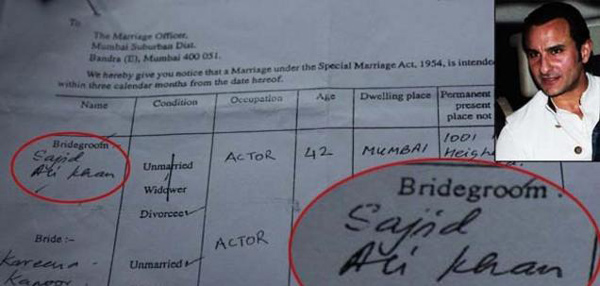 To
The Marriage Officer,
Mumbai Suburban Dist.
Bandra (E), Mumbai 400 051.
We hereby give you notice that a Marriage under the Special Marriage Act, 1954, is intende
within three calendar months from the date hereof.
Name Condition Occupation Age Dwelling place Permanent
present
place not
Bridegroom :-
Sajid
Ali Khan
Unmarried
Widower
Divorcee
ACTOR 42 MUMBAI 1001
Heigh
Bride :-
Kareena
Kapoor
Unmarried
ACTOR
Bridegroom :
Sajid
Ali Khan